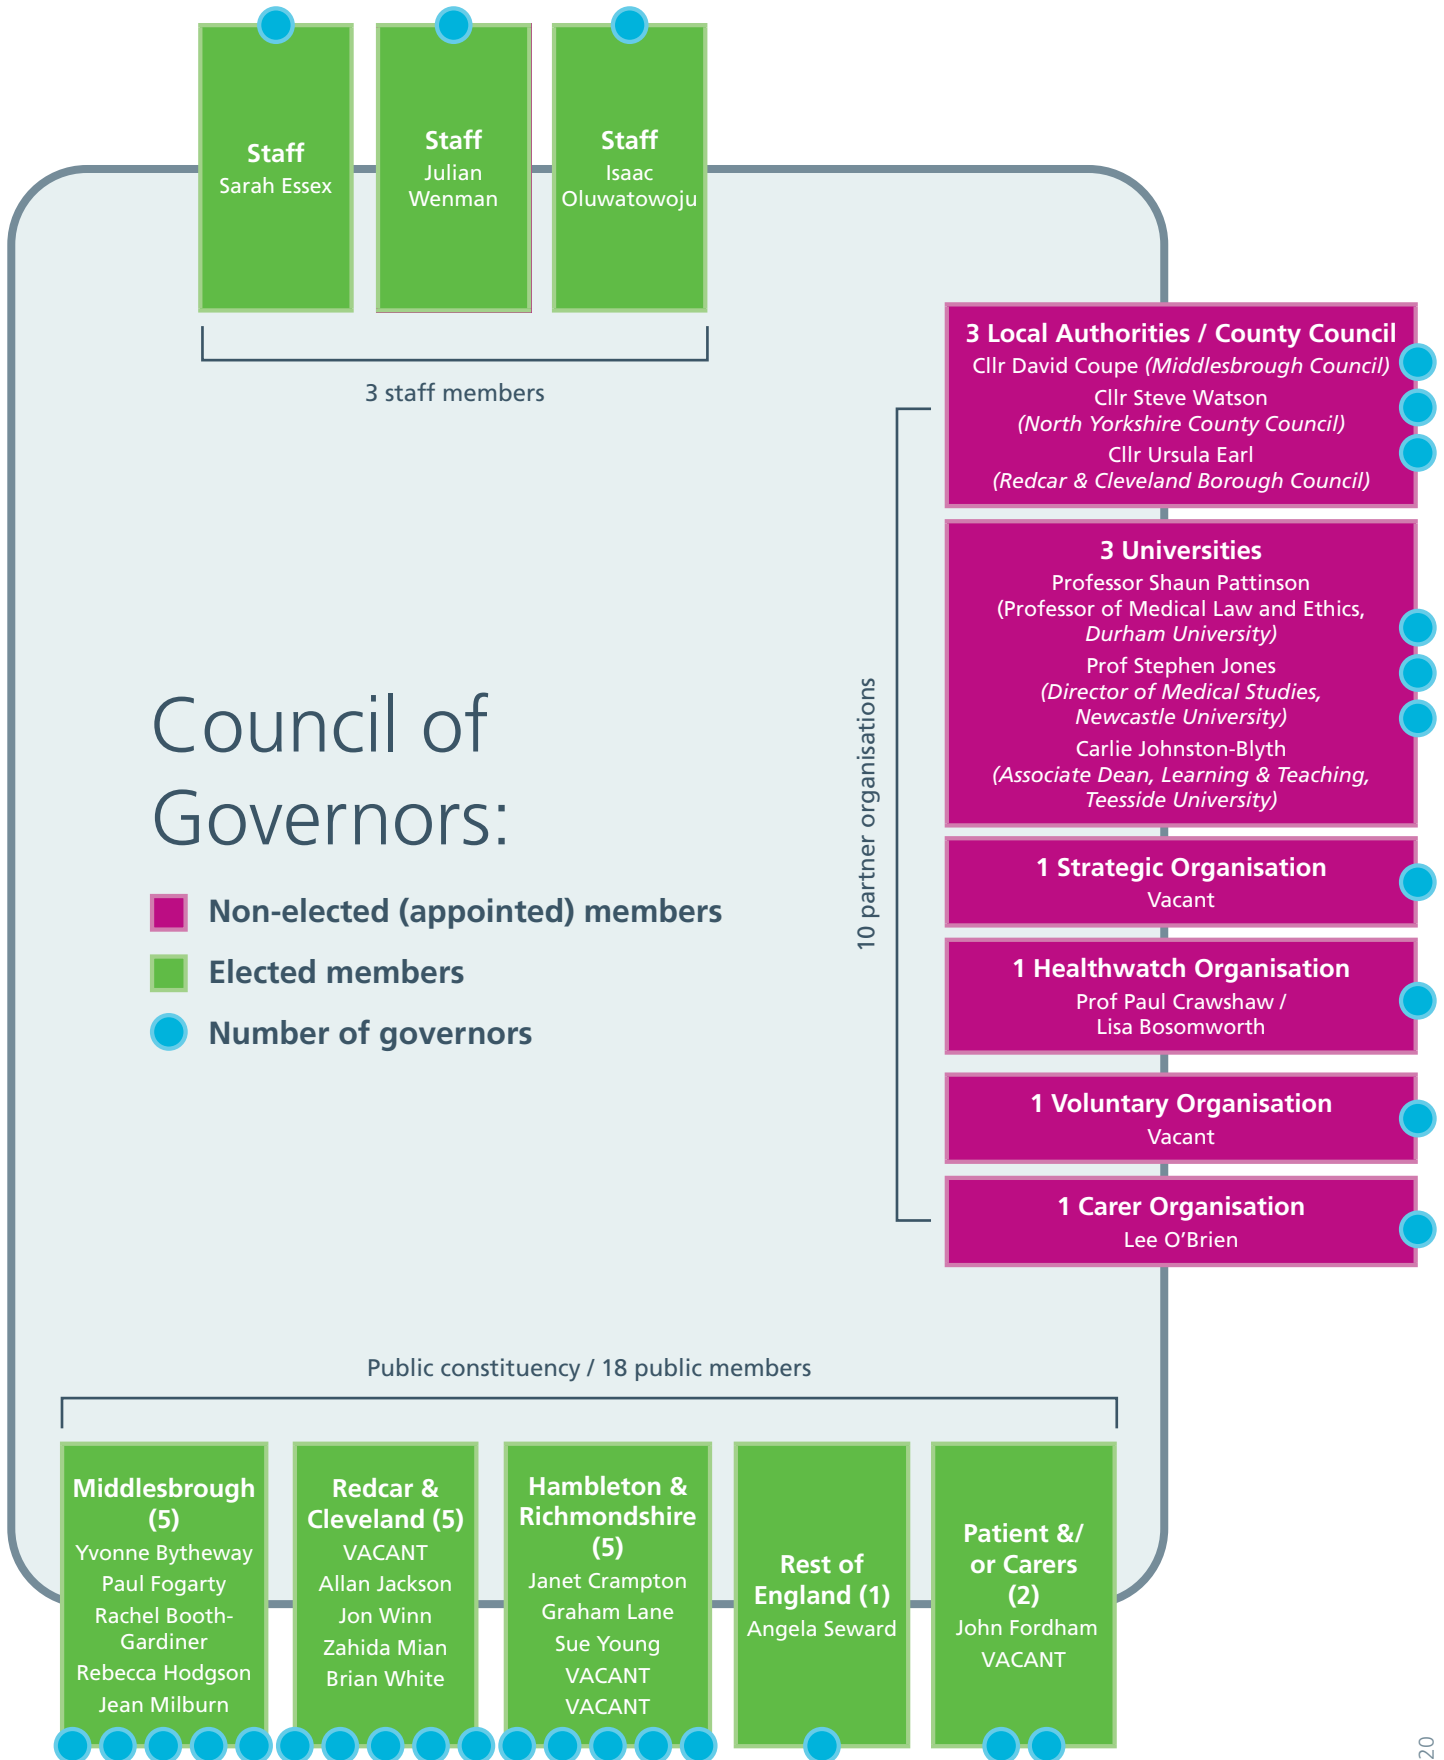 Staff
Sarah Essex
Staff
Julian
Wenman
Staff
Isaac
Oluwatowoju
3 staff members
3 Local Authorities / County Council
Cllr David Coupe (Middlesbrough Council)
Cllr Steve Watson
(North Yorkshire County Council)
Cllr Ursula Earl
(Redcar & Cleveland Borough Council)
3 Universities
Professor Shaun Pattinson
(Professor of Medical Law and Ethics,
Durham University)
Prof Stephen Jones
(Director of Medical Studies,
Newcastle University)
Carlie Johnston-Blyth
(Associate Dean, Learning & Teaching,
Teesside University)
1 Strategic Organisation
Vacant
1 Healthwatch Organisation
Prof Paul Crawshaw /
Lisa Bosomworth
1 Voluntary Organisation
Vacant
1 Carer Organisation
Lee O’Brien
10 partner organisations
Council of
Governors:
Non-elected (appointed) members
Elected members
Number of governors
Public constituency / 18 public members
Middlesbrough
(5)
Yvonne Bytheway
Paul Fogarty
Rachel Booth-
Gardiner
Rebecca Hodgson
Jean Milburn
Redcar &
Cleveland (5)
VACANT
Allan Jackson
Jon Winn
Zahida Mian
Brian White
Hambleton &
Richmondshire
(5)
Janet Crampton
Graham Lane
Sue Young
VACANT
VACANT
Rest of
England (1)
Angela Seward
Patient &/
or Carers
(2)
John Fordham
VACANT
20